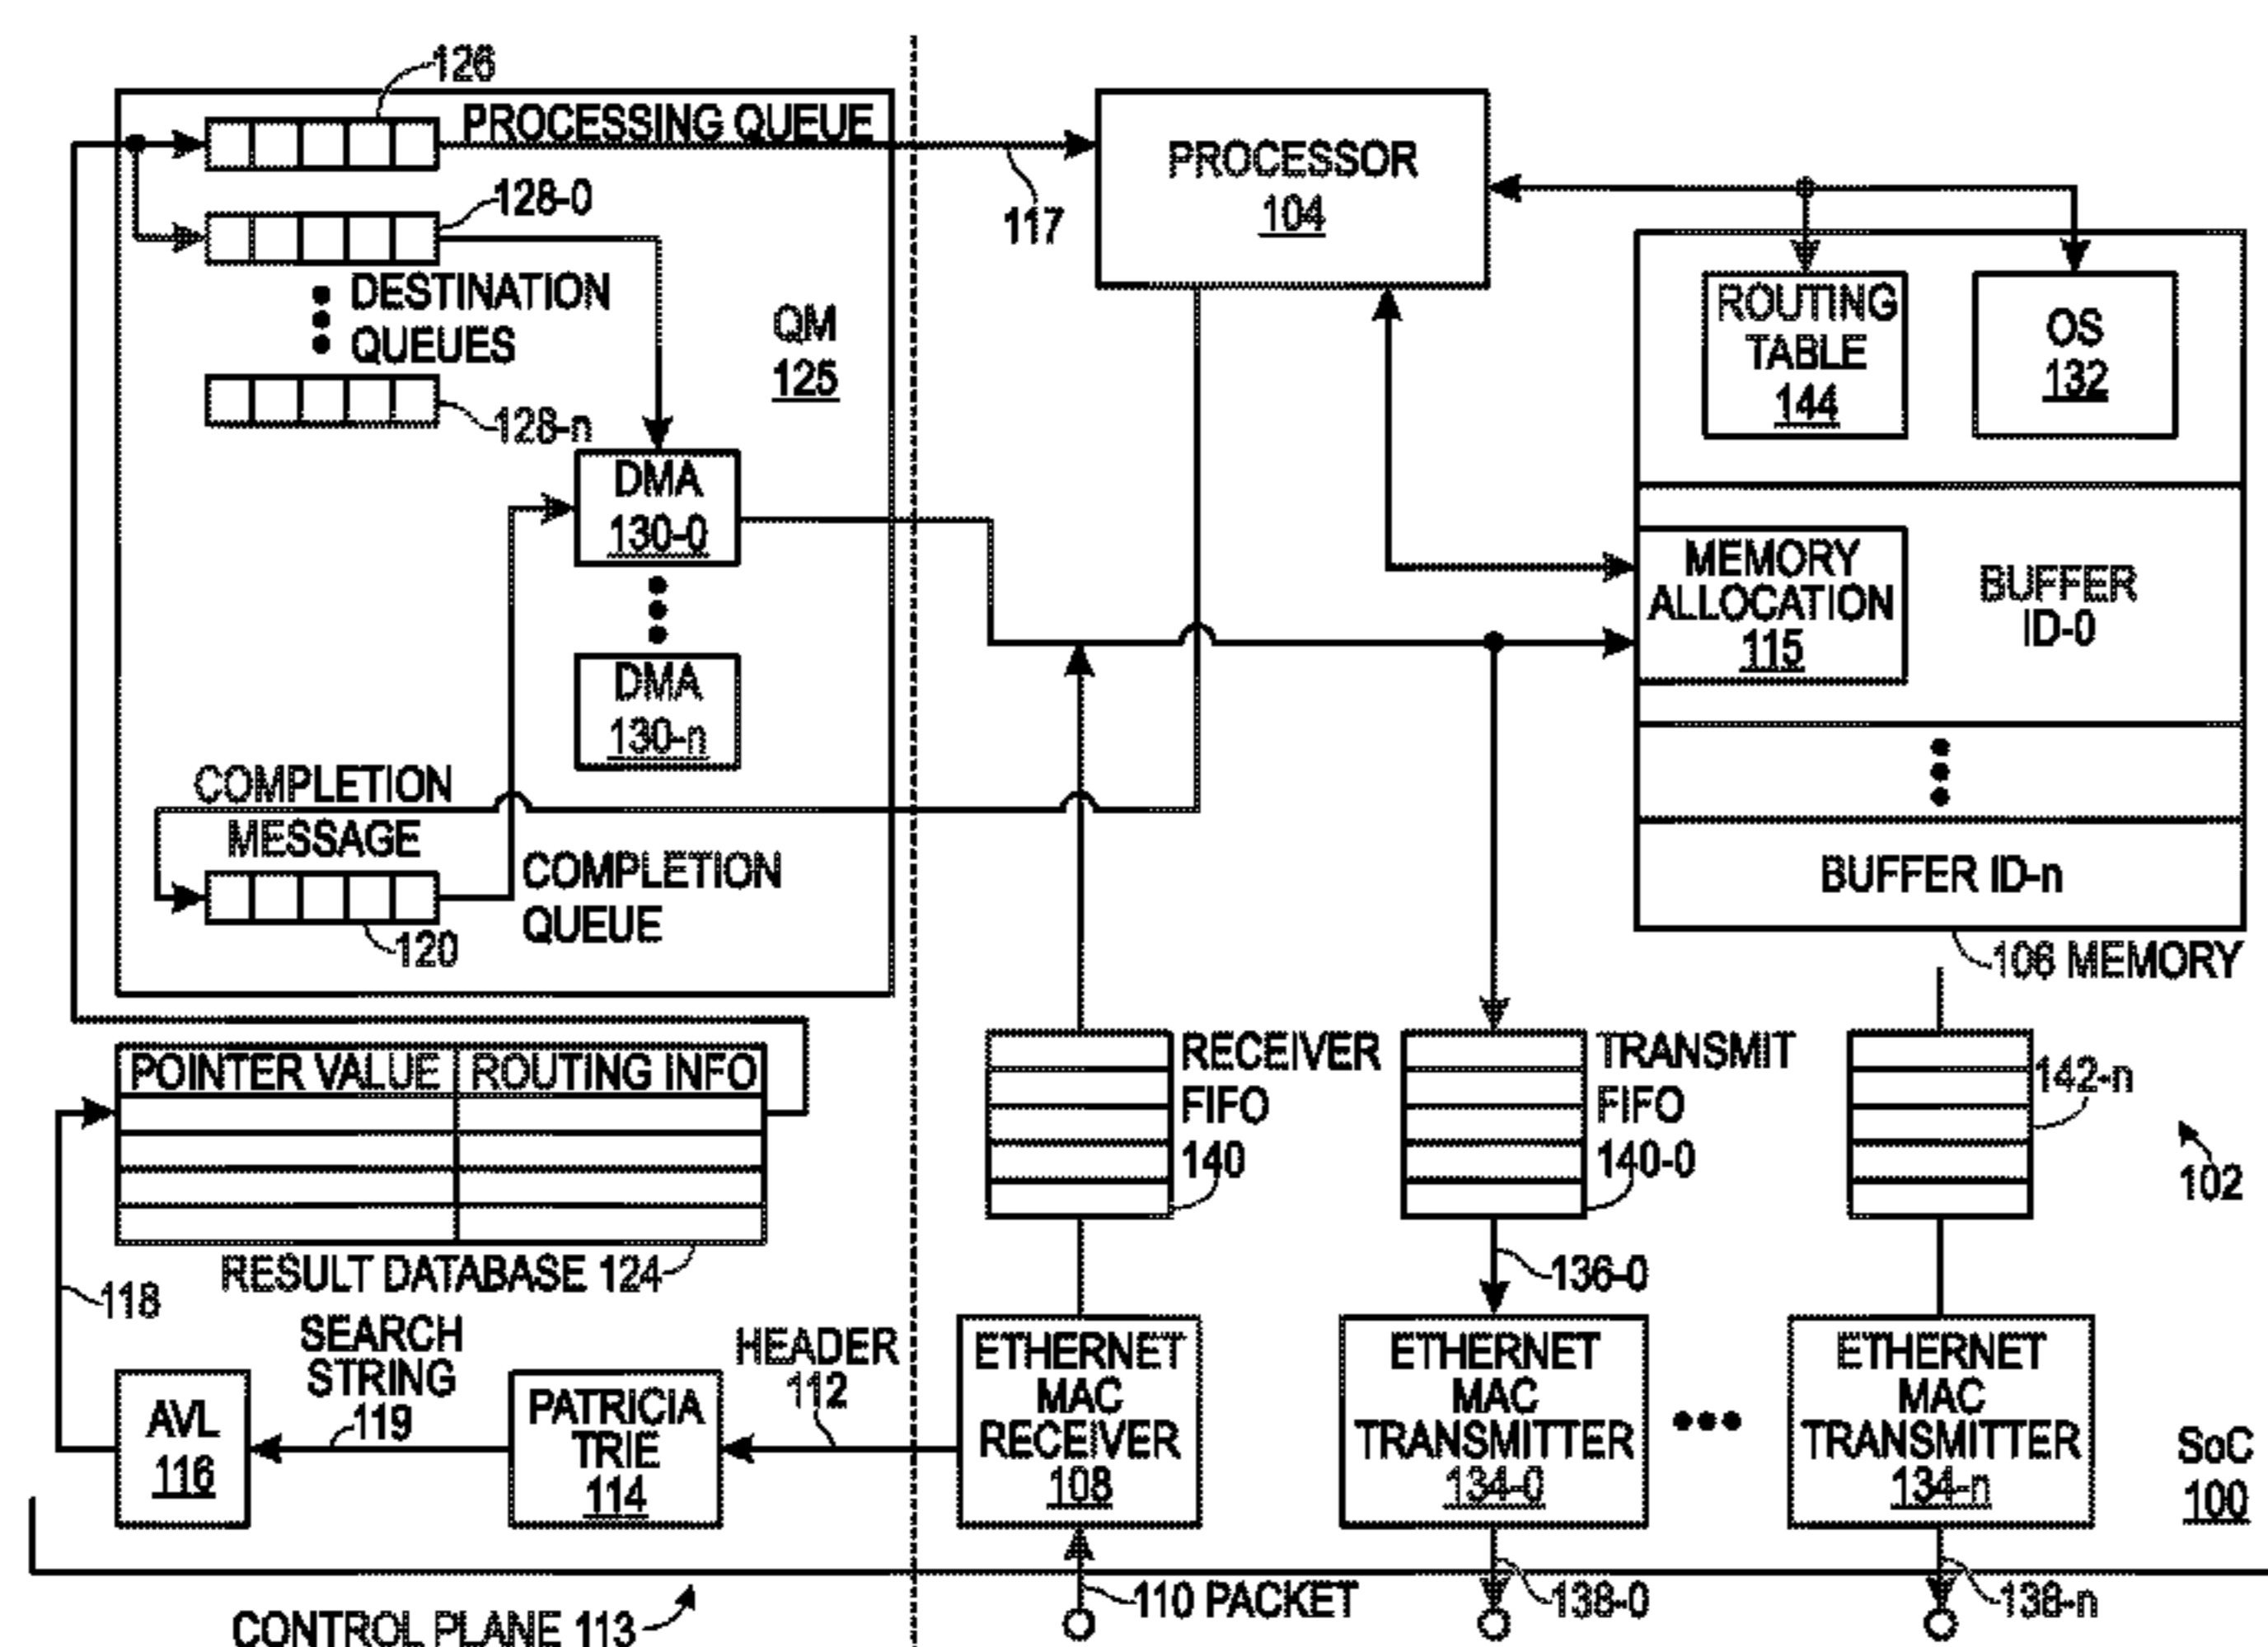 126
PROCESSING QUEUE
128-0
DESTINATION
QUEUES
128-n
QM
125
DMA
130-0
DMA
130-n
COMPLETION
MESSAGE
COMPLETION
QUEUE
120
117
PROCESSOR
104
ROUTING
TABLE
144
OS
132
MEMORY
ALLOCATION
115
BUFFER
ID-0
BUFFER ID-n
106 MEMORY
POINTER VALUE ROUTING INFO
RESULT DATABASE 124
118
SEARCH
STRING
119
HEADER
112
AVL
116
PATRICIA
TRIE
114
RECEIVER
FIFO
140
TRANSMIT
FIFO
140-0
142-n
102
136-0
ETHERNET
MAC
RECEIVER
108
ETHERNET
MAC
TRANSMITTER
134-0
ETHERNET
MAC
TRANSMITTER
134-n
SoC
100
CONTROL PLANE 113
110 PACKET
138-0
138-n